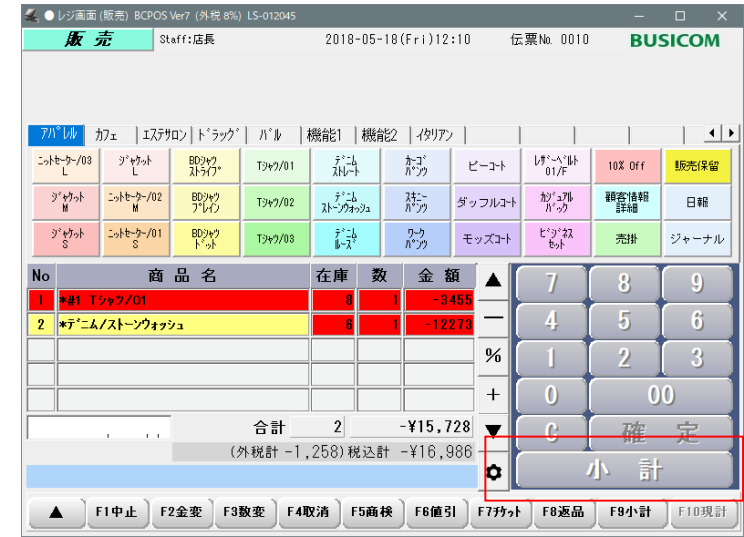 レジ画面 (販売) BCPOS Ver7 (外税 8%) LS-012045
販 売 Staff:店長 2018-05-18(Fri)12:10 伝票No. 0010 BUSICOM
ｱﾊﾟﾚﾙ ｶﾌｪ ｴｽﾃｻﾛﾝ ﾄﾞﾗｯｸﾞ ﾊﾞﾙ 機能1 機能2 ｲﾀﾘｱﾝ
ﾆｯﾄｾｰﾀｰ/03 L
ｼﾞｬｹｯﾄ L
BDｼｬﾂ ｽﾄﾗｲﾌﾟ
Tｼｬﾂ/01
ﾃﾞﾆﾑ ｽﾄﾚｰﾄ
ｶｰｺﾞ ﾊﾟﾝﾂ
ピーコート
ﾚｻﾞｰﾍﾞﾙﾄ 01/F
10% Off
販売保留
ｼﾞｬｹｯﾄ M
ﾆｯﾄｾｰﾀｰ/02 M
BDｼｬﾂ ﾌﾟﾚｲﾝ
Tｼｬﾂ/02
ﾃﾞﾆﾑ ｽﾄｰﾝｳｫｯｼｭ
ｽｷﾆｰ ﾊﾟﾝﾂ
ダッフルコート
ｶｼﾞｭｱﾙ ﾊﾞｯｸ
顧客情報 詳細
日報
ｼﾞｬｹｯﾄ S
ﾆｯﾄｾｰﾀｰ/01 S
BDｼｬﾂ ﾄﾞｯﾄ
Tｼｬﾂ/03
ﾃﾞﾆﾑ ﾙｰｽﾞ
ﾜｰｸ ﾊﾟﾝﾂ
モッズコート
ﾋﾞｼﾞﾈｽ ｾｯﾄ
売掛
ジャーナル
No 商 品 名 在庫 数 金 額 ▲ 7 8 9
1 *#1 Tｼｬﾂ/01 8 1 -3455
2 *ﾃﾞﾆﾑ/ｽﾄｰﾝｳｫｯｼｭ 6 1 -12273 — 4 5 6
% 1 2 3
+ 0 00
合計 2 -¥15,728 ▼ C 確 定
(外税計 -1,258)税込計 -¥16,986
小 計
▲ F1中止 F2金変 F3数変 F4取消 F5商検 F6値引 F7ﾁｹｯﾄ F8返品 F9小計 F10現計